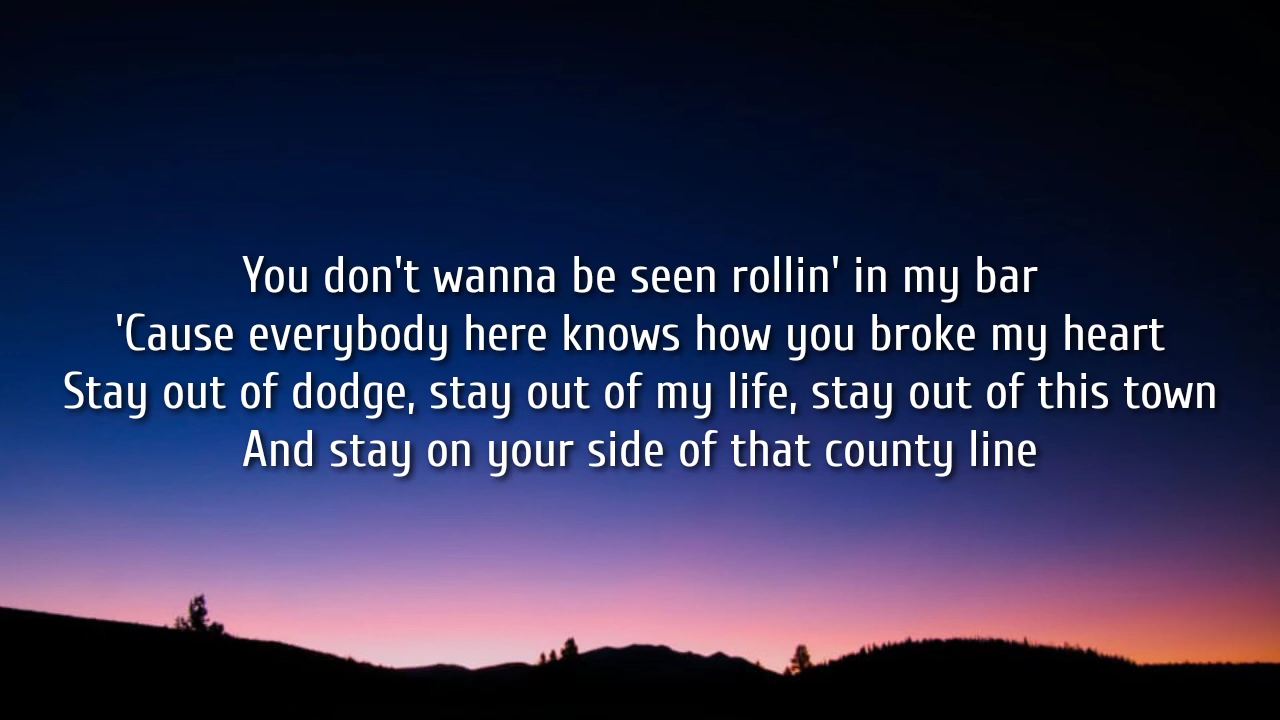 You don't wanna be seen rollin' in my bar
'Cause everybody here knows how you broke my heart
Stay out of dodge, stay out of my life, stay out of this town
And stay on your side of that county line